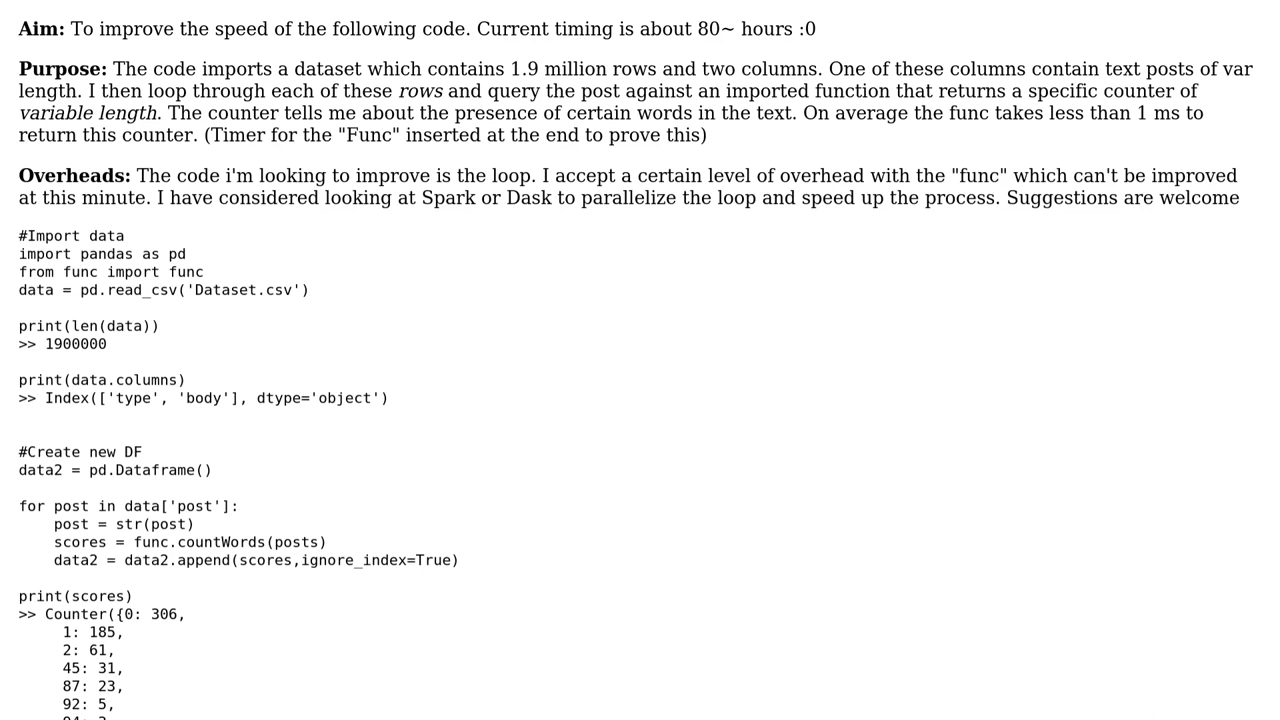 Aim: To improve the speed of the following code. Current timing is about 80~ hours :0
Purpose: The code imports a dataset which contains 1.9 million rows and two columns. One of these columns contain text posts of var
length. I then loop through each of these rows and query the post against an imported function that returns a specific counter of
variable length. The counter tells me about the presence of certain words in the text. On average the func takes less than 1 ms to
return this counter. (Timer for the "Func" inserted at the end to prove this)
Overheads: The code i'm looking to improve is the loop. I accept a certain level of overhead with the "func" which can't be improved
at this minute. I have considered looking at Spark or Dask to parallelize the loop and speed up the process. Suggestions are welcome
#Import data
import pandas as pd
from func import func
data = pd.read_csv('Dataset.csv')
print(len(data))
>> 1900000
print(data.columns)
>> Index(['type', 'body'], dtype='object')
#Create new DF
data2 = pd.Dataframe()
for post in data['post']:
    post = str(post)
    scores = func.countWords(posts)
    data2 = data2.append(scores,ignore_index=True)
print(scores)
>> Counter({0: 306,
     1: 185,
     2: 61,
     45: 31,
     87: 23,
     92: 5,